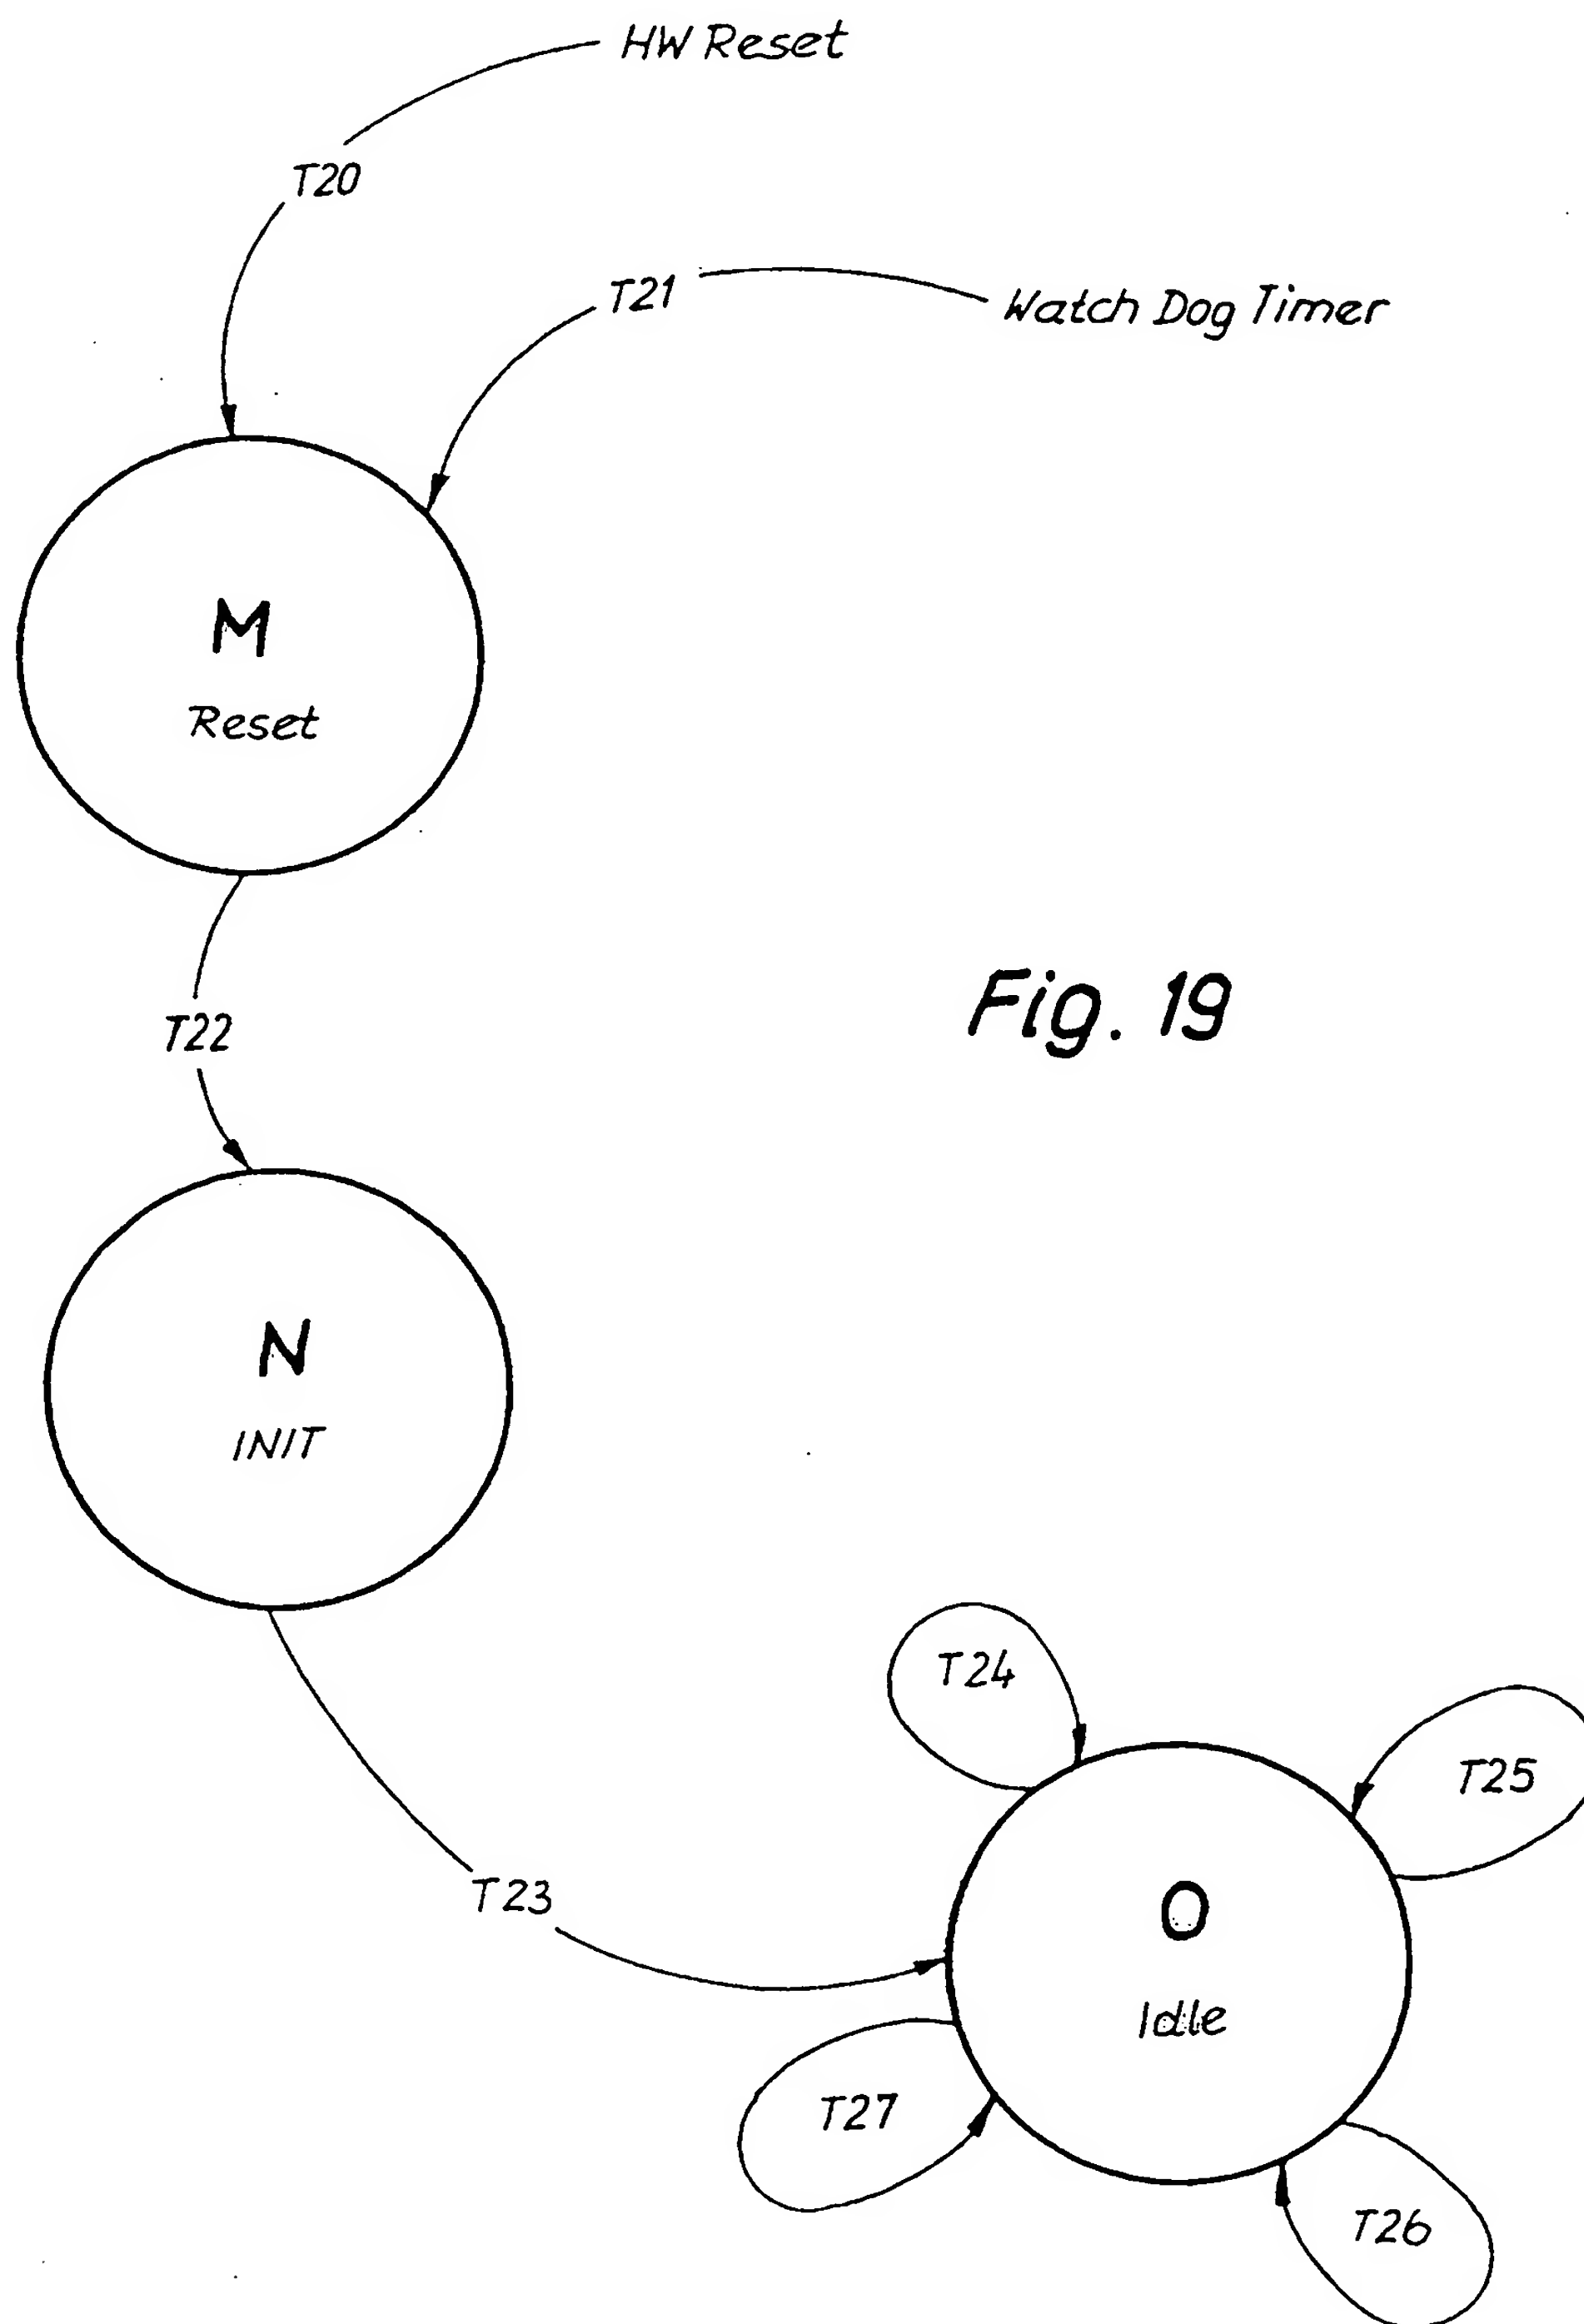 HW Reset
T20
T21
Watch Dog Timer
M
Reset
T22
Fig. 19
N
INIT
T24
T25
T23
O
Idle
T27
T26